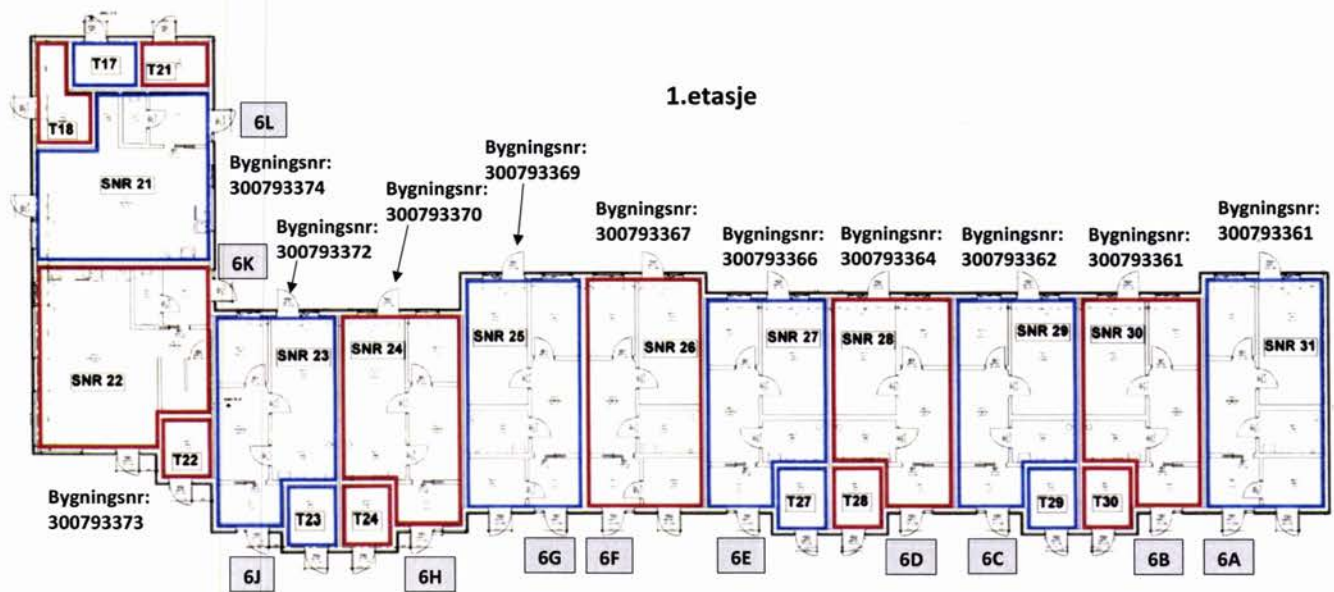 1.etasje
T17
T21
T18
6L
SNR 21
Bygningsnr:
300793374
Bygningsnr:
300793370
Bygningsnr:
300793369
Bygningsnr:
300793372
Bygningsnr:
300793367
Bygningsnr:
300793366
Bygningsnr:
300793364
Bygningsnr:
300793362
Bygningsnr:
300793361
Bygningsnr:
300793361
6K
SNR 22
SNR 23
SNR 24
SNR 25
SNR 26
SNR 27
SNR 28
SNR 29
SNR 30
SNR 31
T22
T23
T24
T27
T28
T29
T30
Bygningsnr:
300793373
6J
6H
6G
6F
6E
6D
6C
6B
6A